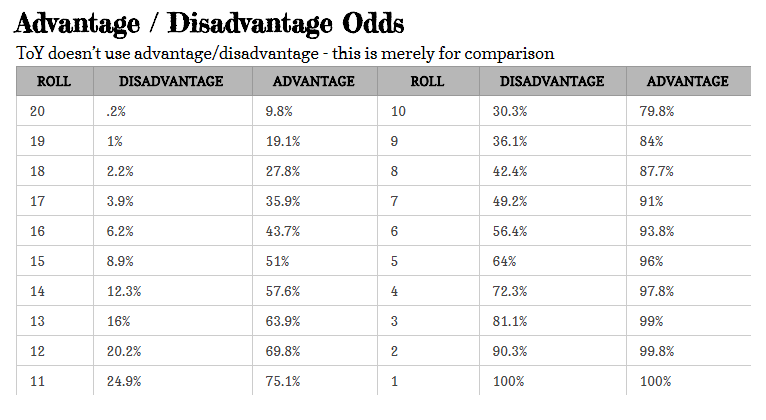 Advantage / Disadvantage Odds
ToY doesn't use advantage/disadvantage - this is merely for comparison
ROLL DISADVANTAGE ADVANTAGE ROLL DISADVANTAGE ADVANTAGE
20 .2% 9.8% 10 30.3% 79.8%
19 1% 19.1% 9 36.1% 84%
18 2.2% 27.8% 8 42.4% 87.7%
17 3.9% 35.9% 7 49.2% 91%
16 6.2% 43.7% 6 56.4% 93.8%
15 8.9% 51% 5 64% 96%
14 12.3% 57.6% 4 72.3% 97.8%
13 16% 63.9% 3 81.1% 99%
12 20.2% 69.8% 2 90.3% 99.8%
11 24.9% 75.1% 1 100% 100%